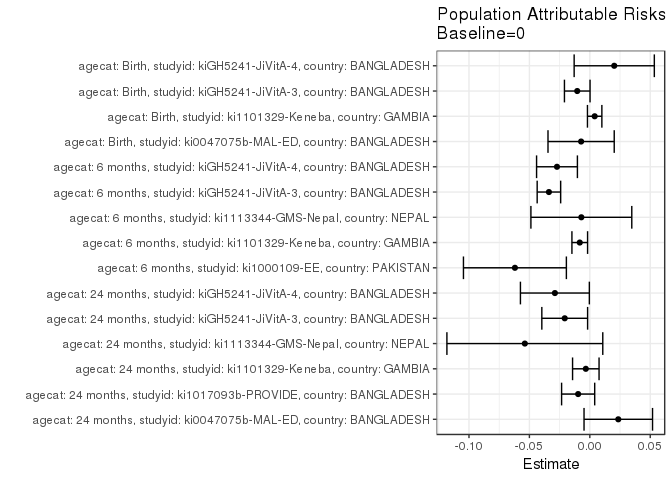 Population Attributable Risks
Baseline=0
agecat: Birth, studyid: kiGH5241-JiVitA-4, country: BANGLADESH
agecat: Birth, studyid: kiGH5241-JiVitA-3, country: BANGLADESH
agecat: Birth, studyid: ki1101329-Keneba, country: GAMBIA
agecat: Birth, studyid: ki0047075b-MAL-ED, country: BANGLADESH
agecat: 6 months, studyid: kiGH5241-JiVitA-4, country: BANGLADESH
agecat: 6 months, studyid: kiGH5241-JiVitA-3, country: BANGLADESH
agecat: 6 months, studyid: ki1113344-GMS-Nepal, country: NEPAL
agecat: 6 months, studyid: ki1101329-Keneba, country: GAMBIA
agecat: 6 months, studyid: ki1000109-EE, country: PAKISTAN
agecat: 24 months, studyid: kiGH5241-JiVitA-4, country: BANGLADESH
agecat: 24 months, studyid: kiGH5241-JiVitA-3, country: BANGLADESH
agecat: 24 months, studyid: ki1113344-GMS-Nepal, country: NEPAL
agecat: 24 months, studyid: ki1101329-Keneba, country: GAMBIA
agecat: 24 months, studyid: ki1017093b-PROVIDE, country: BANGLADESH
agecat: 24 months, studyid: ki0047075b-MAL-ED, country: BANGLADESH
-0.10 -0.05 0.00 0.05
Estimate